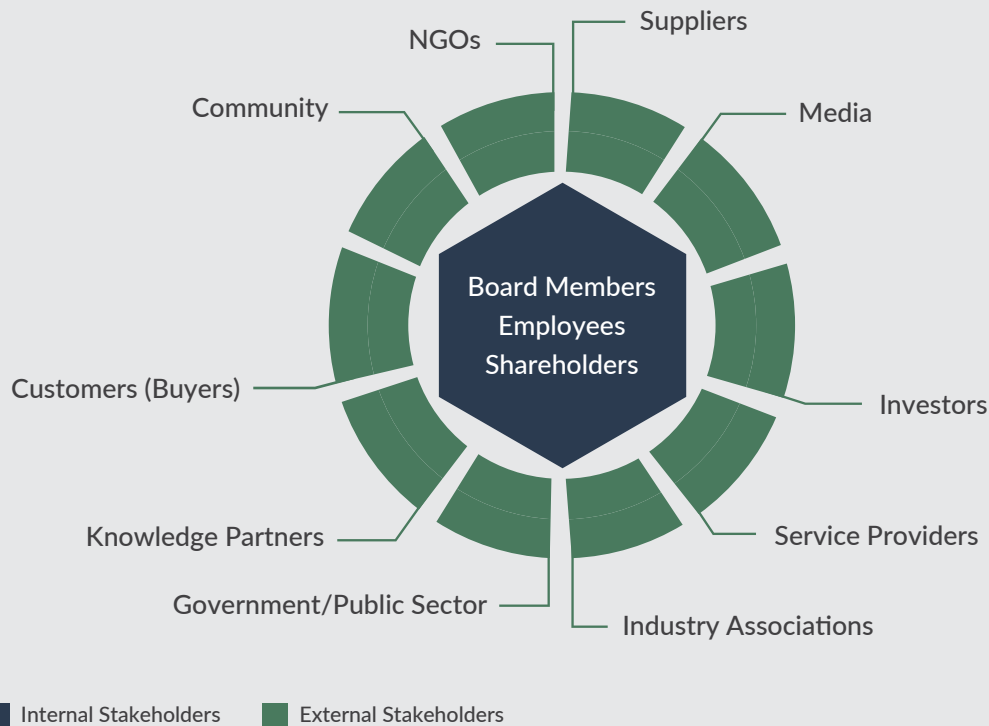 Suppliers
NGOs
Community
Media
Board Members
Employees
Shareholders
Customers (Buyers)
Investors
Knowledge Partners
Service Providers
Government/Public Sector
Industry Associations
Internal Stakeholders
External Stakeholders